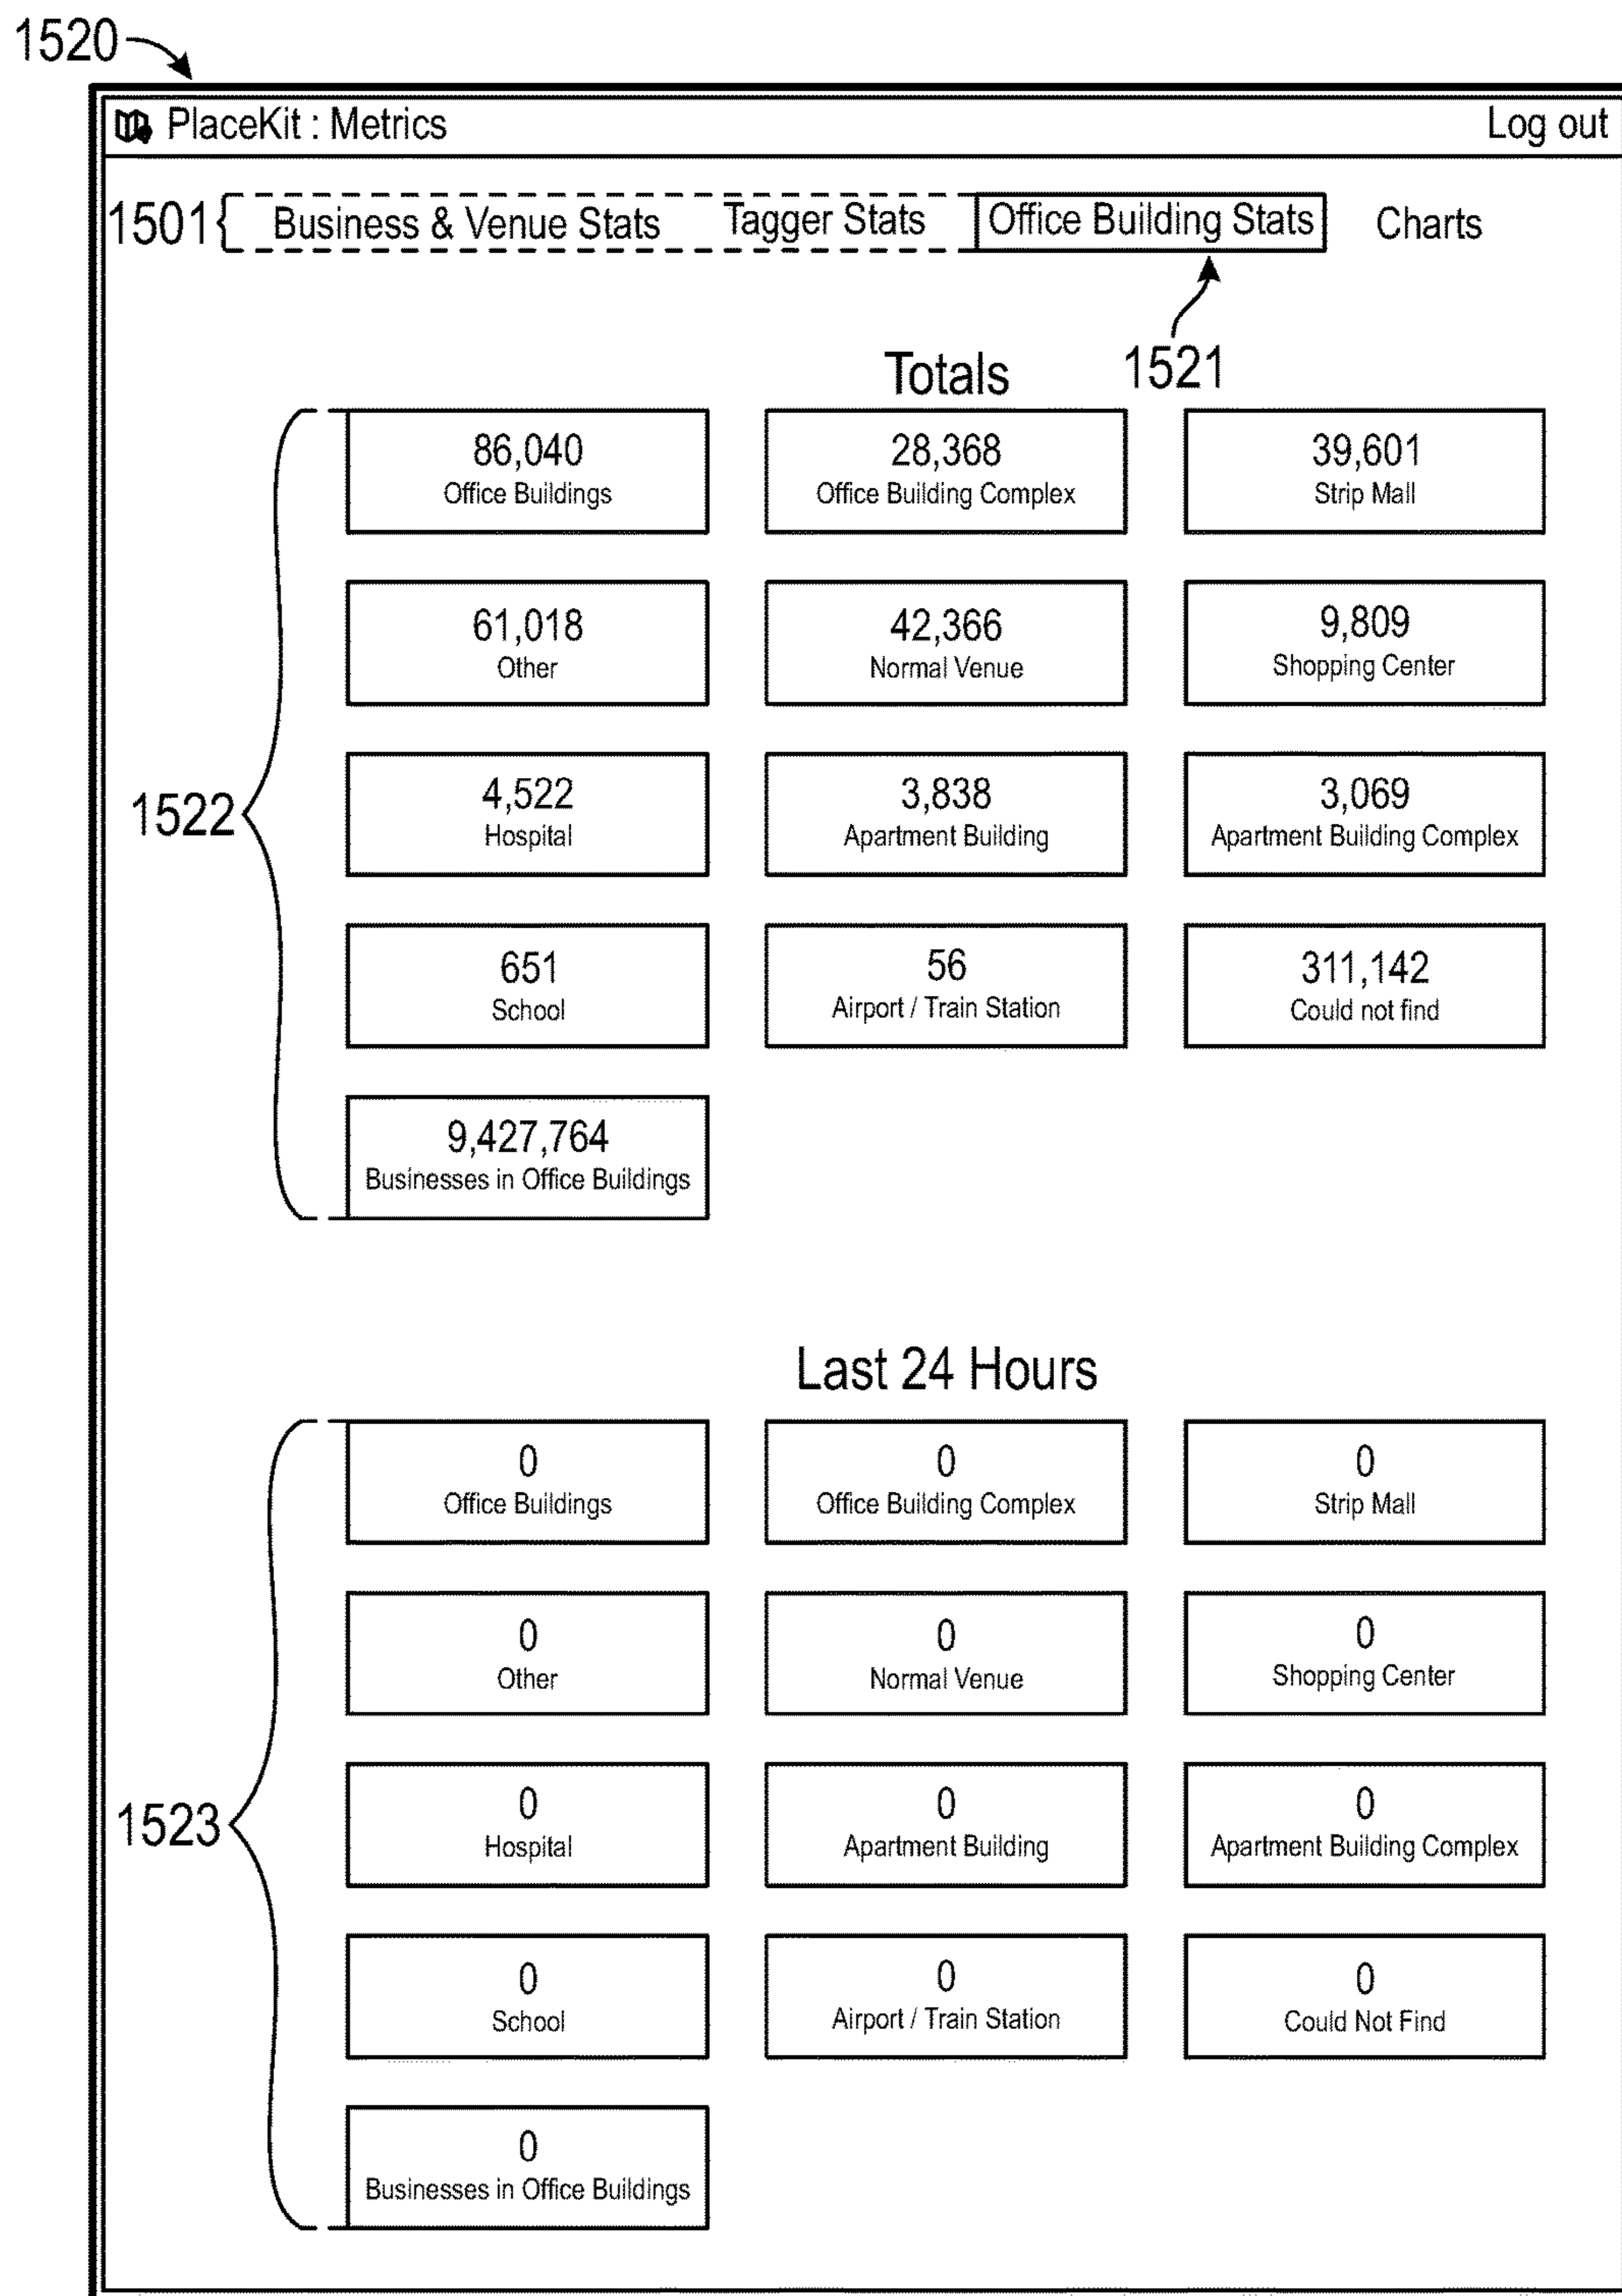 1520
PlaceKit : Metrics Log out
1501 Business & Venue Stats Tagger Stats Office Building Stats Charts
1521
Totals
86,040 28,368 39,601
Office Buildings Office Building Complex Strip Mall
61,018 42,366 9,809
Other Normal Venue Shopping Center
1522
4,522 3,838 3,069
Hospital Apartment Building Apartment Building Complex
651 56 311,142
School Airport / Train Station Could not find
9,427,764
Businesses in Office Buildings
Last 24 Hours
0 0 0
Office Buildings Office Building Complex Strip Mall
0 0 0
Other Normal Venue Shopping Center
1523
0 0 0
Hospital Apartment Building Apartment Building Complex
0 0 0
School Airport / Train Station Could Not Find
0
Businesses in Office Buildings